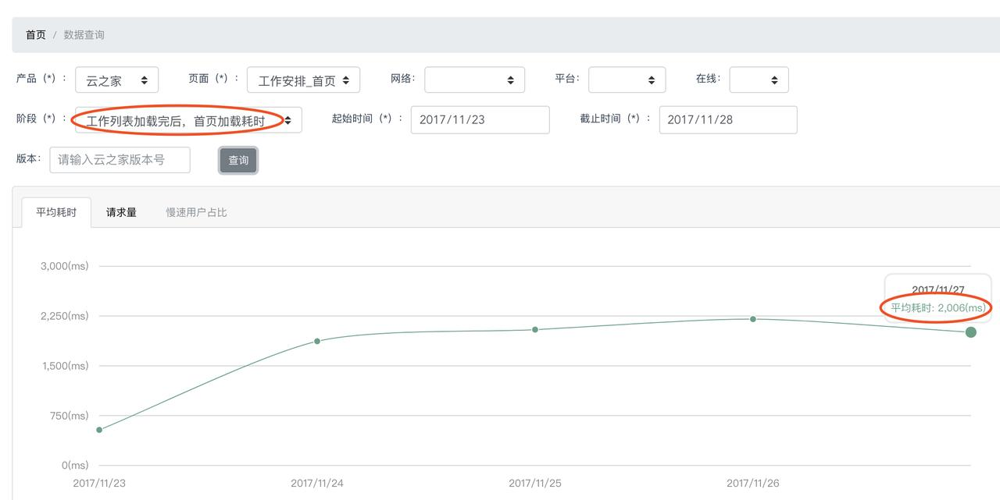 首页 / 数据查询
产品 (*) : 云之家 页面 (*) : 工作安排_首页 网络: 平台: 在线:
阶段 (*) : 工作列表加载完后，首页加载耗时 起始时间 (*) : 2017/11/23 截止时间 (*) : 2017/11/28
版本: 请输入云之家版本号 查询
平均耗时 请求量 慢速用户占比
3,000(ms)
2017/11/27
平均耗时: 2,006(ms)
2,250(ms)
1,500(ms)
750(ms)
0(ms)
2017/11/23 2017/11/24 2017/11/25 2017/11/26